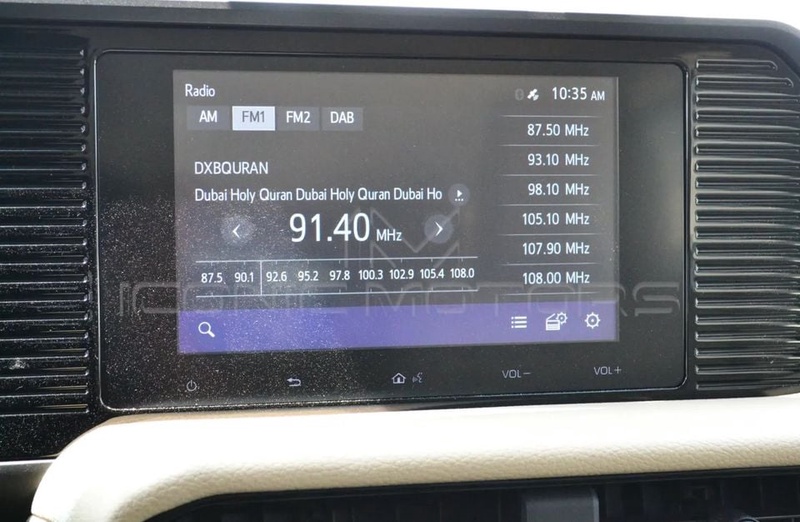 Radio
10:35 AM
AM FM1 FM2 DAB
DXBQURAN
Dubai Holy Quran Dubai Holy Quran Dubai Ho
91.40 MHz
87.5 90.1 92.6 95.2 97.8 100.3 102.9 105.4 108.0
87.50 MHz
93.10 MHz
98.10 MHz
105.10 MHz
107.90 MHz
108.00 MHz
ICONIC MOTORS
VOL− VOL+